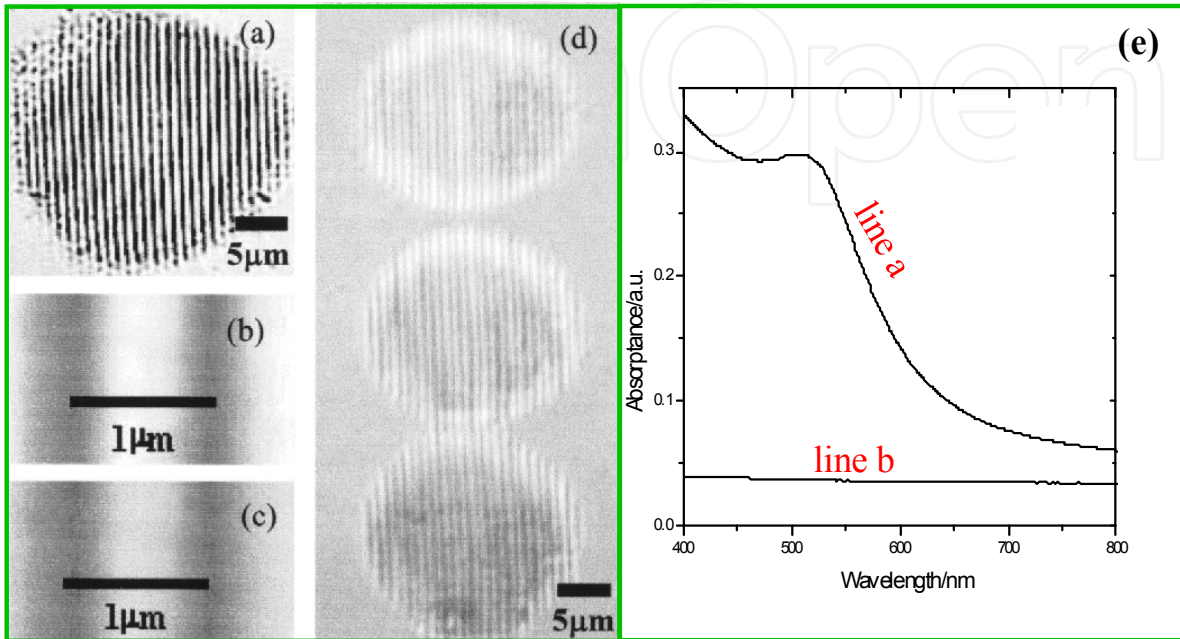 (a)
5μm
(b)
1μm
(c)
1μm
(d)
5μm
(e)
Open
Absorptance/a.u.
0.3
0.2
0.1
0.0
line a
line b
400 500 600 700 800
Wavelength/nm